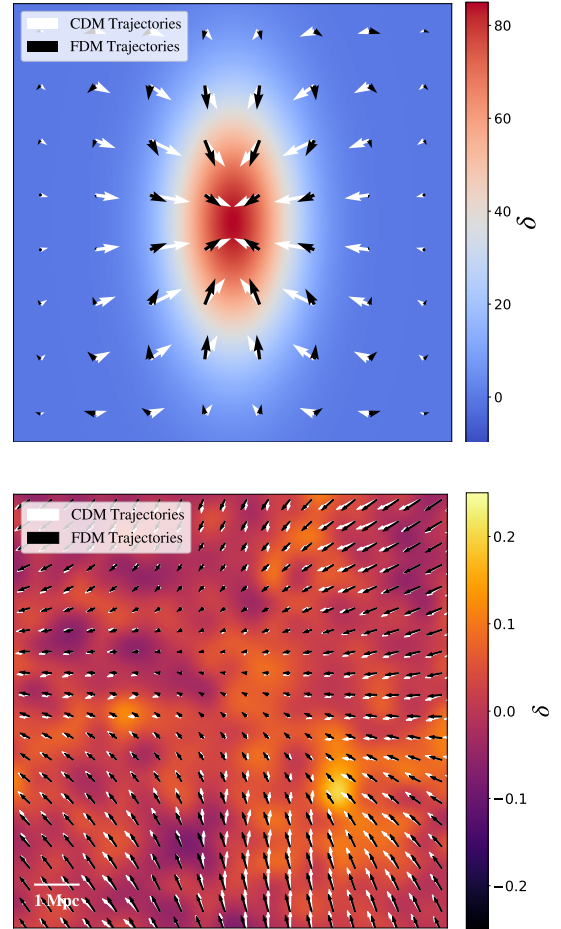 CDM Trajectories
FDM Trajectories
80
60
40
20
0
δ
CDM Trajectories
FDM Trajectories
0.2
0.1
0.0
−0.1
−0.2
δ
1 Mpc